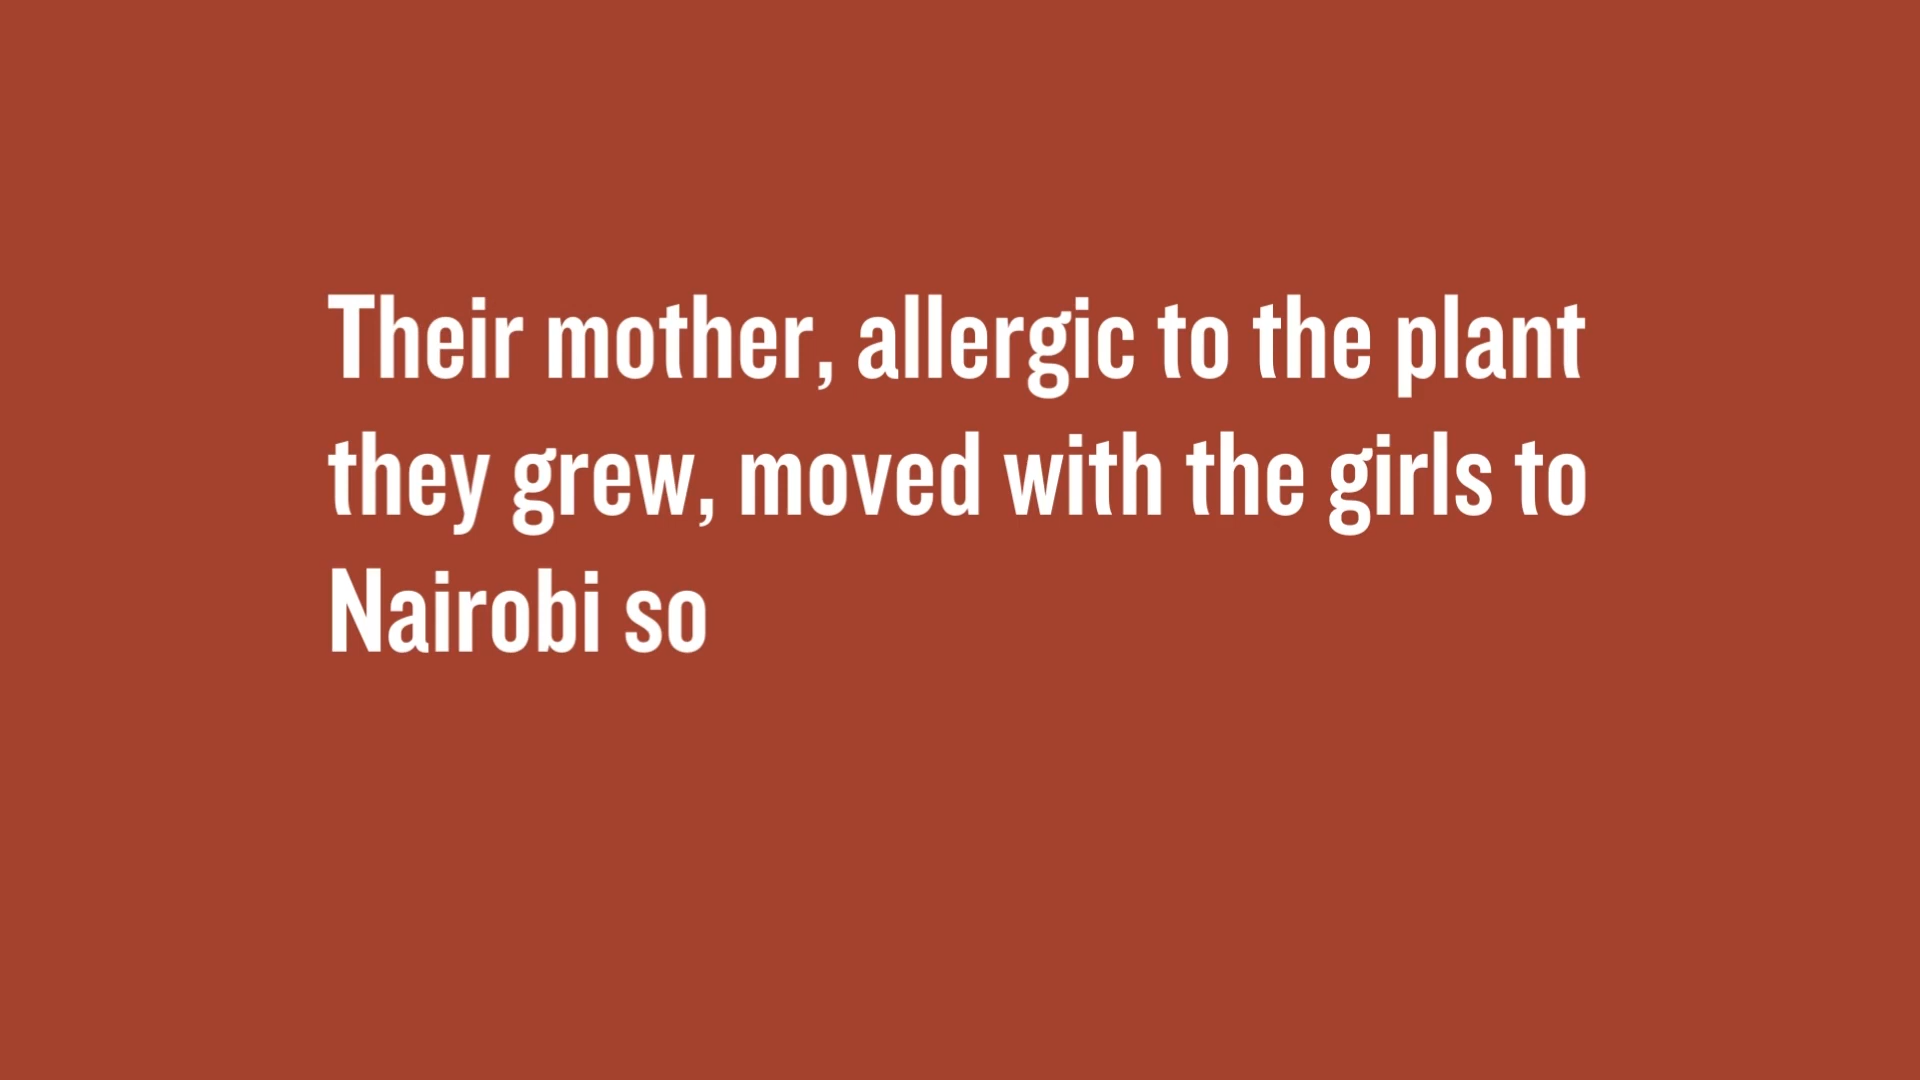 Their mother, allergic to the plant
they grew, moved with the girls to
Nairobi so